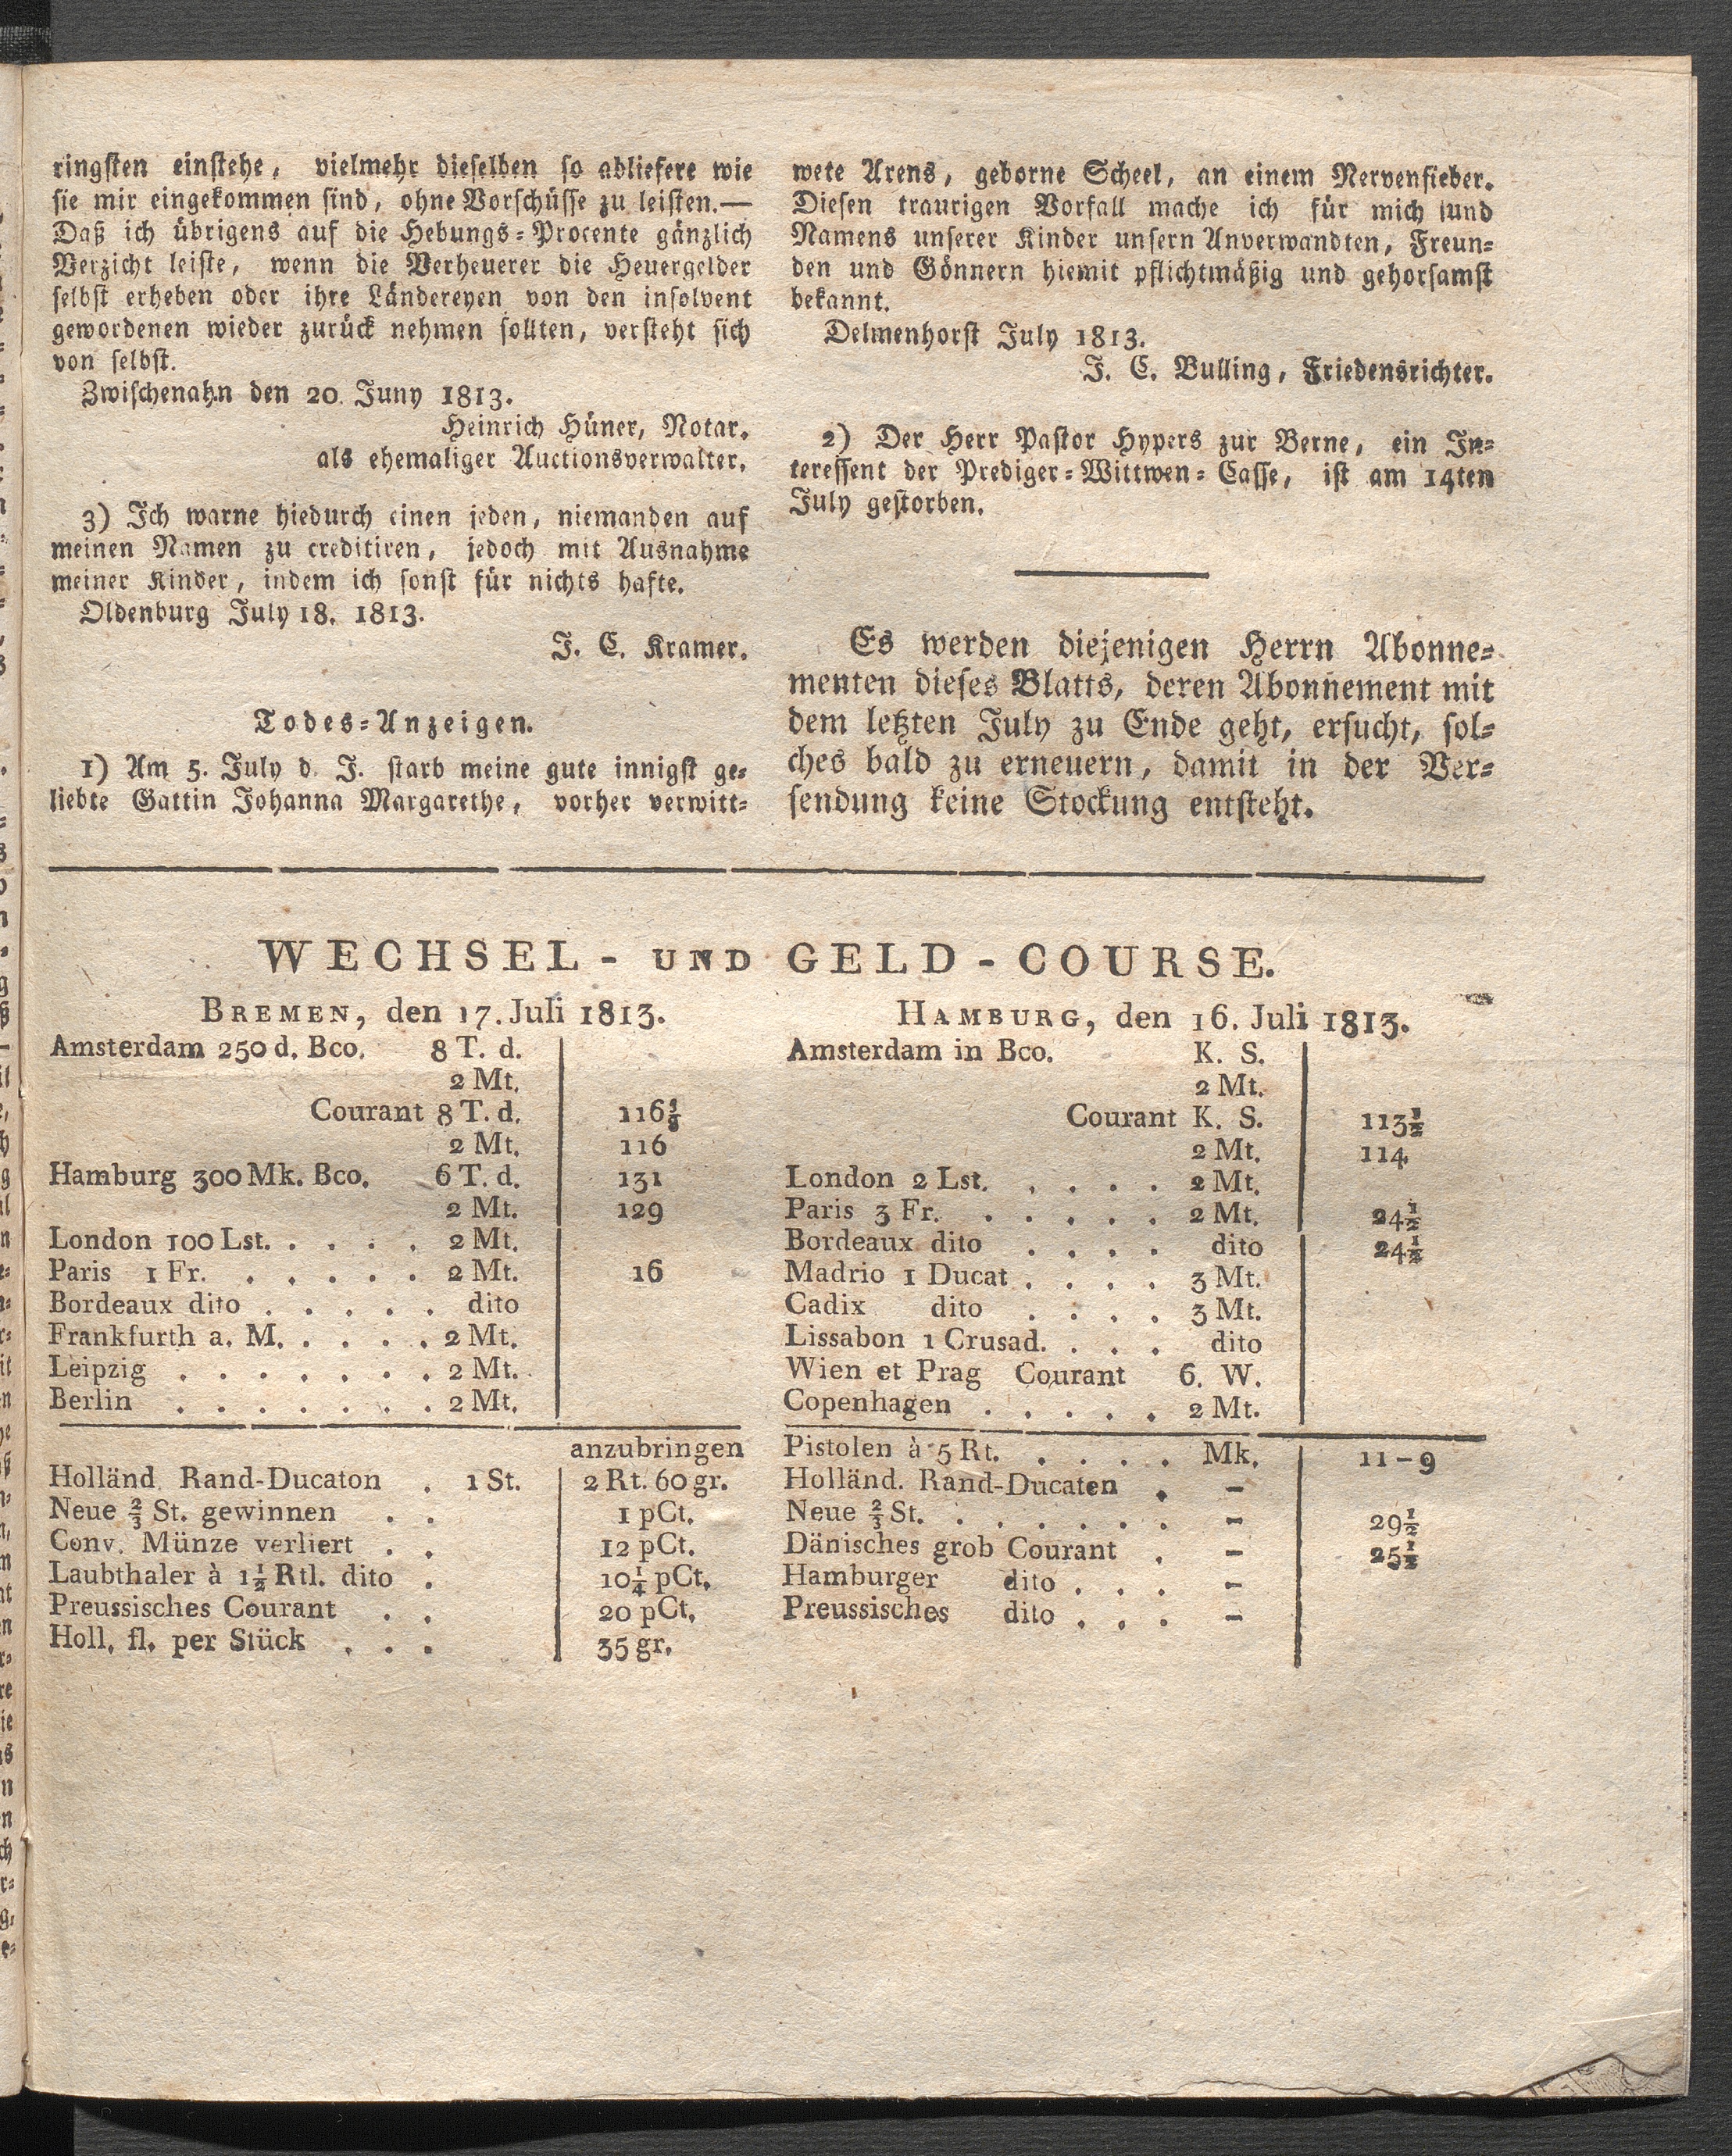 ringsten einstehe, vielmehr dieselben so abliefere wie
sie mir eingekommen sind, ohne Vorschüsse zu leisten.—
Daß ich übrigens auf die Hebungs-Procente gänzlich
Verzicht leiste, wenn die Verheuerer die Heuergelder
selbst erheben oder ihre Ländereyen von den insolvent
gewordenen wieder zurück nehmen sollten, versteht sich
von selbst.
Zwischenahn den 20. Juny 1813.
Heinrich Hüner, Notar.
als ehemaliger Auctionsverwalter.
3) Ich warne hiedurch einen jeden, niemanden auf
meinen Namen zu creditiren, jedoch mit Ausnahme
meiner Kinder, indem ich sonst für nichts hafte.
Oldenburg July 18. 1813.
J. C. Kramer.
Todes-Anzeigen.
1) Am 5. July d. J. starb meine gute innigst ge-
liebte Gattin Johanna Margarethe, vorher verwitt-
wete Arens, geborne Scheel, an einem Nervenfieber.
Diesen traurigen Vorfall mache ich für mich und
Namens unserer Kinder unsern Anverwandten, Freun-
den und Gönnern hiemit pflichtmäßig und gehorsamst
bekannt.
Delmenhorst July 1813.
J. C. Bulling, Friedensrichter.
2) Der Herr Pastor Hypers zur Berne, ein In-
teressent der Prediger-Wittwen-Casse, ist am 14ten
July gestorben.
Es werden diejenigen Herrn Abonne-
menten dieses Blatts, deren Abonnement mit
dem letzten July zu Ende geht, ersucht, sol-
ches bald zu erneuern, damit in der Ver-
sendung keine Stockung entsteht.
WECHSEL- UND GELD-COURSE.
BREMEN, den 17. Juli 1813.
Amsterdam 250 d. Bco. 8 T. d.
2 Mt.
Courant 8 T. d. 116
2 Mt. 116
Hamburg 300 Mk. Bco. 6 T. d. 131
2 Mt. 129
London 100 Lst. . . . . 2 Mt.
Paris 1 Fr. . . . . . 2 Mt. 16
Bordeaux dito . . . . . dito
Frankfurth a. M. . . . . 2 Mt.
Leipzig . . . . . . . 2 Mt.
Berlin . . . . . . . 2 Mt.
anzubringen
Holländ. Rand-Ducaton . 1 St. 2 Rt. 60 gr.
Neue 2/3 St. gewinnen . . 1 pCt.
Conv. Münze verliert . . 12 pCt.
Laubthaler à 1 1/2 Rtl. dito . 10 1/4 pCt.
Preussisches Courant . . 20 pCt.
Holl. fl. per Stück . . . 35 gr.
HAMBURG, den 16. Juli 1813.
Amsterdam in Bco. K. S.
2 Mt.
Courant K. S. 113 1/2
2 Mt. 114
London 2 Lst. . . . . 2 Mt.
Paris 3 Fr. . . . . . 2 Mt. 24 1/2
Bordeaux dito . . . . dito 24 1/2
Madrio 1 Ducat . . . . 3 Mt.
Cadix dito . . . . 3 Mt.
Lissabon 1 Crusad. . . . dito
Wien et Prag Courant 6. W.
Copenhagen . . . . . 2 Mt.
Pistolen à 5 Rt. . . . . Mk. 11-9
Holländ. Rand-Ducaten . -
Neue 2/3 St. . . . . . . - 29 1/2
Dänisches grob Courant . - 25 1/2
Hamburger dito . . . -
Preussisches dito . . . -